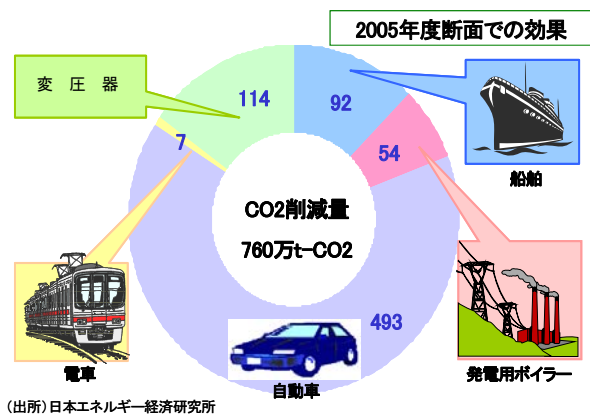 2005年度断面での効果
変 圧 器
114
92
7
54
船舶
CO2削減量
760万t-CO2
493
電車
自動車
発電用ボイラー
(出所)日本エネルギー経済研究所